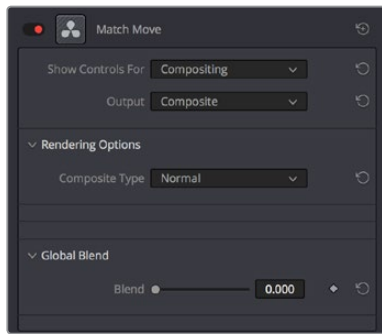 Match Move
Show Controls For Compositing
Output Composite
Rendering Options
Composite Type Normal
Global Blend
Blend 0.000